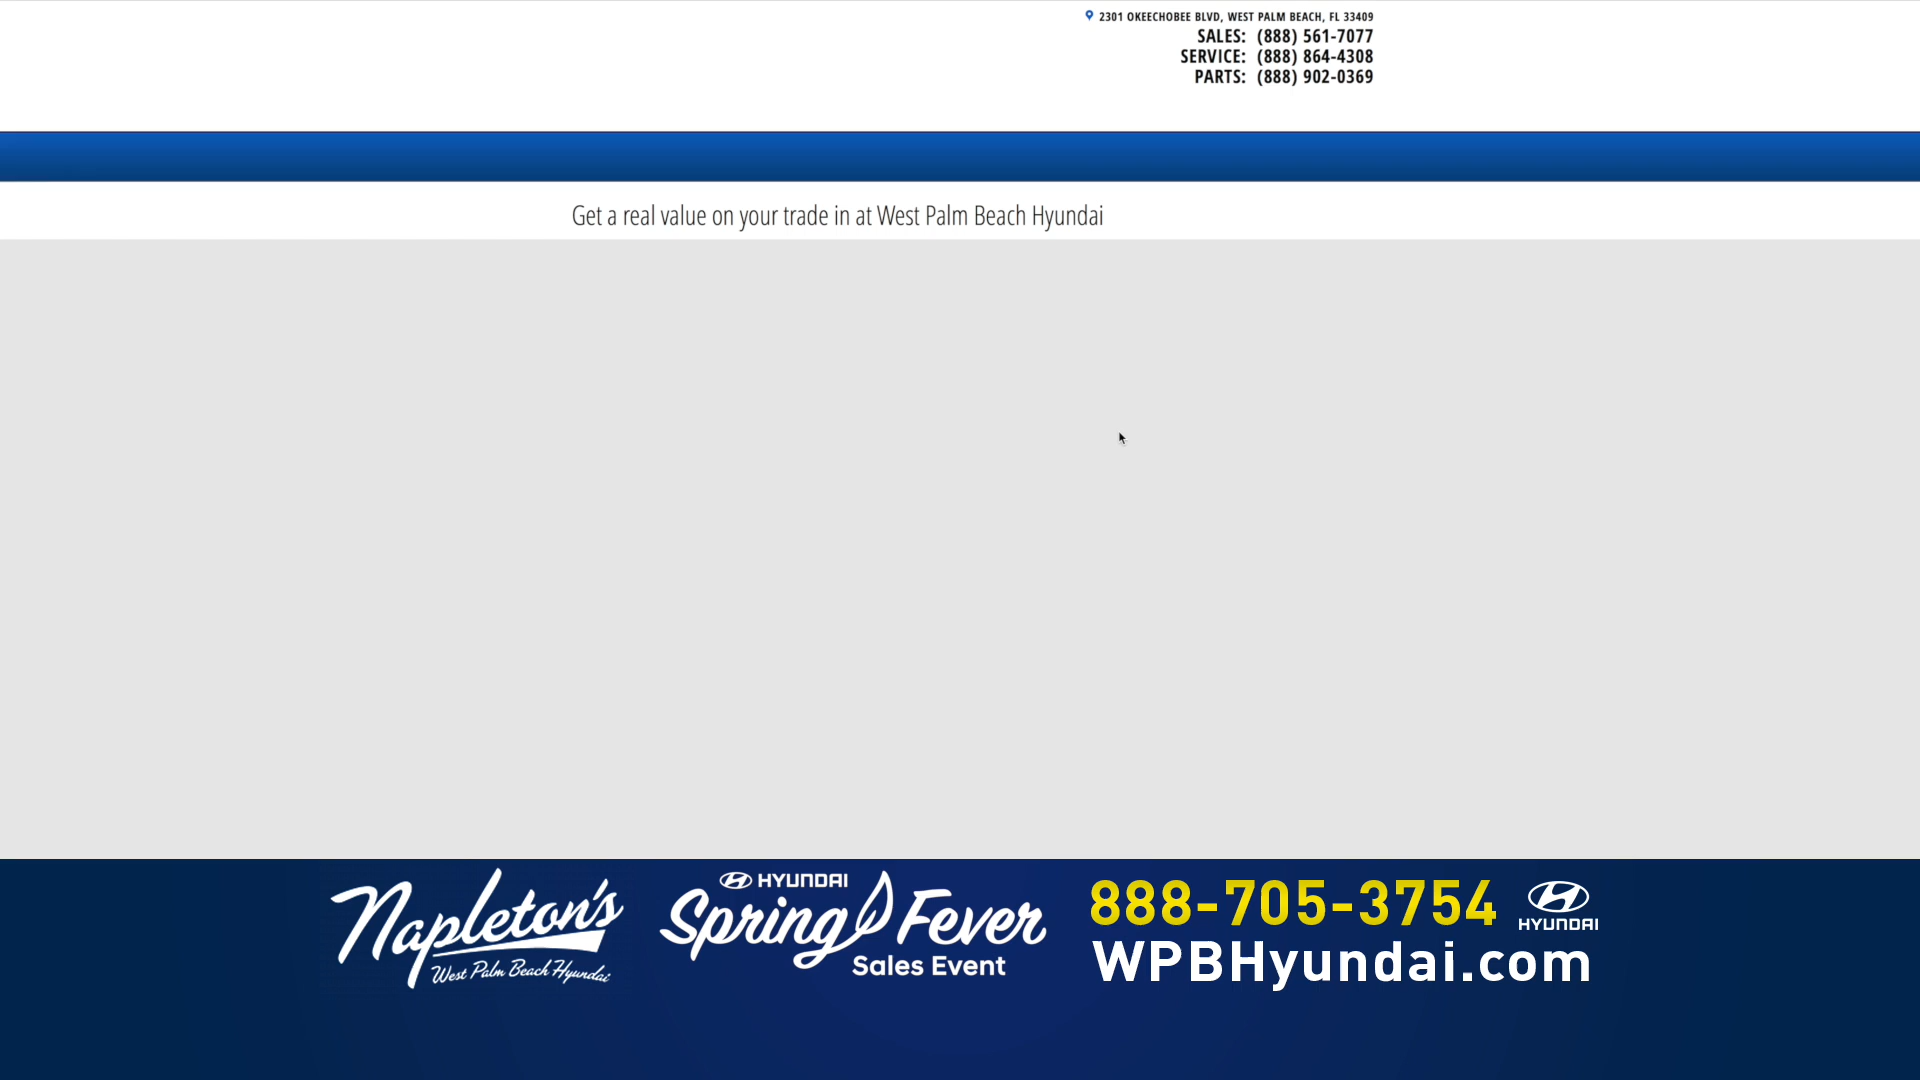 2301 OKEECHOBEE BLVD, WEST PALM BEACH, FL 33409
SALES: (888) 561-7077
SERVICE: (888) 864-4308
PARTS: (888) 902-0369
Get a real value on your trade in at West Palm Beach Hyundai
Napleton's
West Palm Beach Hyundai
HYUNDAI
Spring Fever
Sales Event
888-705-3754
HYUNDAI
WPBHyundai.com